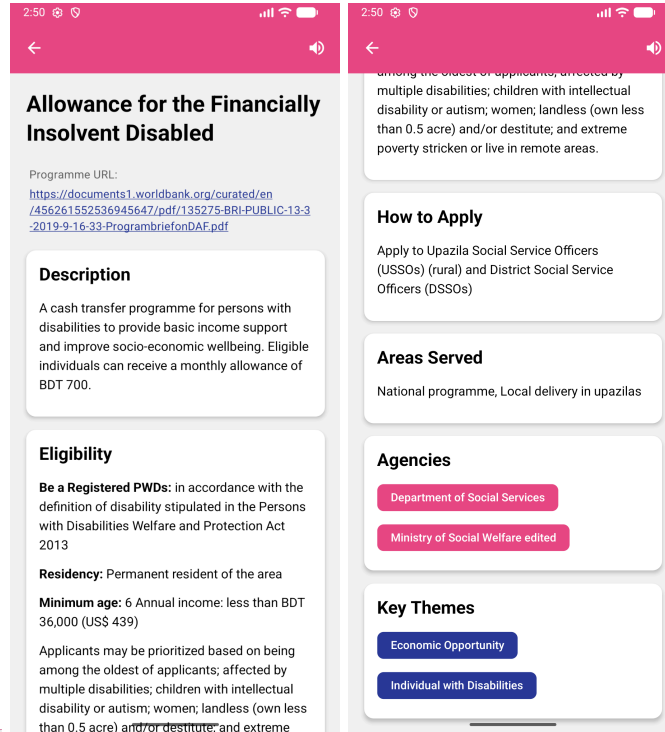 2:50
Allowance for the Financially
Insolvent Disabled
Programme URL:
https://documents1.worldbank.org/curated/en
/456261552536945647/pdf/135275-BRI-PUBLIC-13-3
-2019-9-16-33-ProgrambriefonDAF.pdf
Description
A cash transfer programme for persons with
disabilities to provide basic income support
and improve socio-economic wellbeing. Eligible
individuals can receive a monthly allowance of
BDT 700.
Eligibility
Be a Registered PWDs: in accordance with the
definition of disability stipulated in the Persons
with Disabilities Welfare and Protection Act
2013
Residency: Permanent resident of the area
Minimum age: 6 Annual income: less than BDT
36,000 (US$ 439)
Applicants may be prioritized based on being
among the oldest of applicants; affected by
multiple disabilities; children with intellectual
disability or autism; women; landless (own less
than 0.5 acre) and/or destitute; and extreme
2:50
among the oldest of applicants; affected by
multiple disabilities; children with intellectual
disability or autism; women; landless (own less
than 0.5 acre) and/or destitute; and extreme
poverty stricken or live in remote areas.
How to Apply
Apply to Upazila Social Service Officers
(USSOs) (rural) and District Social Service
Officers (DSSOs)
Areas Served
National programme, Local delivery in upazilas
Agencies
Department of Social Services
Ministry of Social Welfare edited
Key Themes
Economic Opportunity
Individual with Disabilities